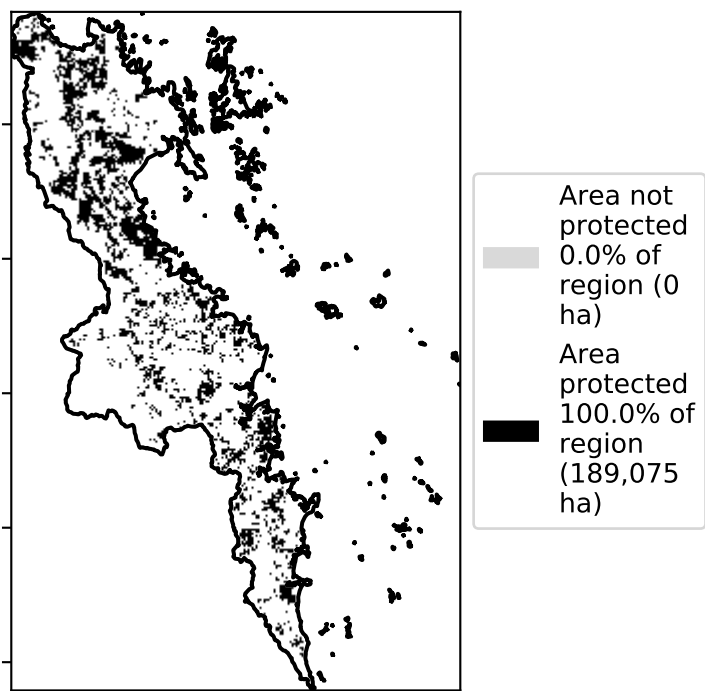 Area not
protected
0.0% of
region (0
ha)
Area
protected
100.0% of
region
(189,075
ha)